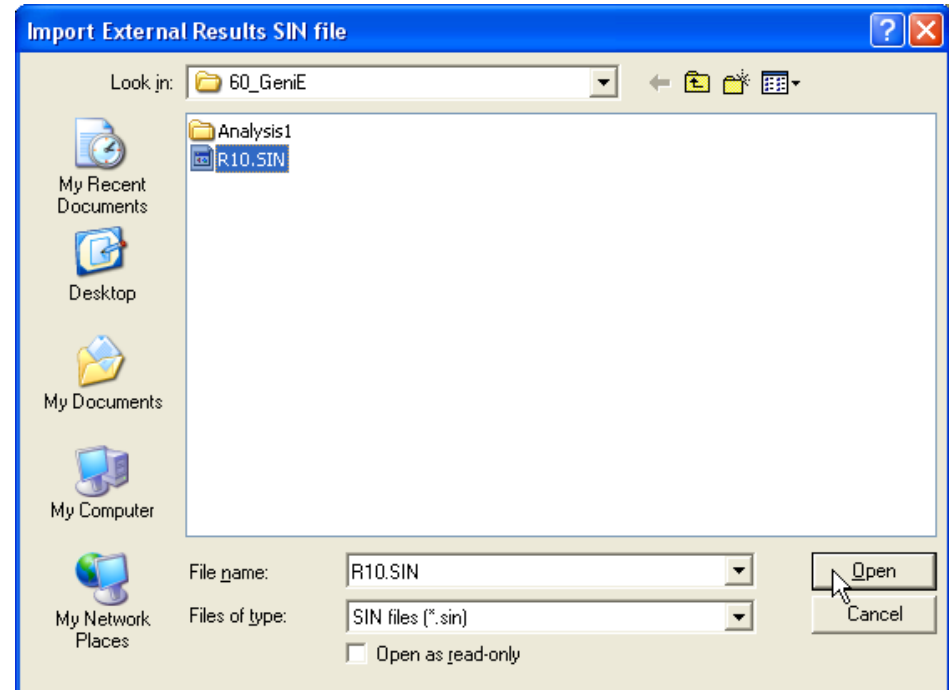 Import External Results SIN file
Look in:
60_GeniE
Analysis1
R10.SIN
My Recent
Documents
Desktop
My Documents
My Computer
My Network
Places
File name:
R10.SIN
Open
Files of type:
SIN files (*.sin)
Cancel
Open as read-only